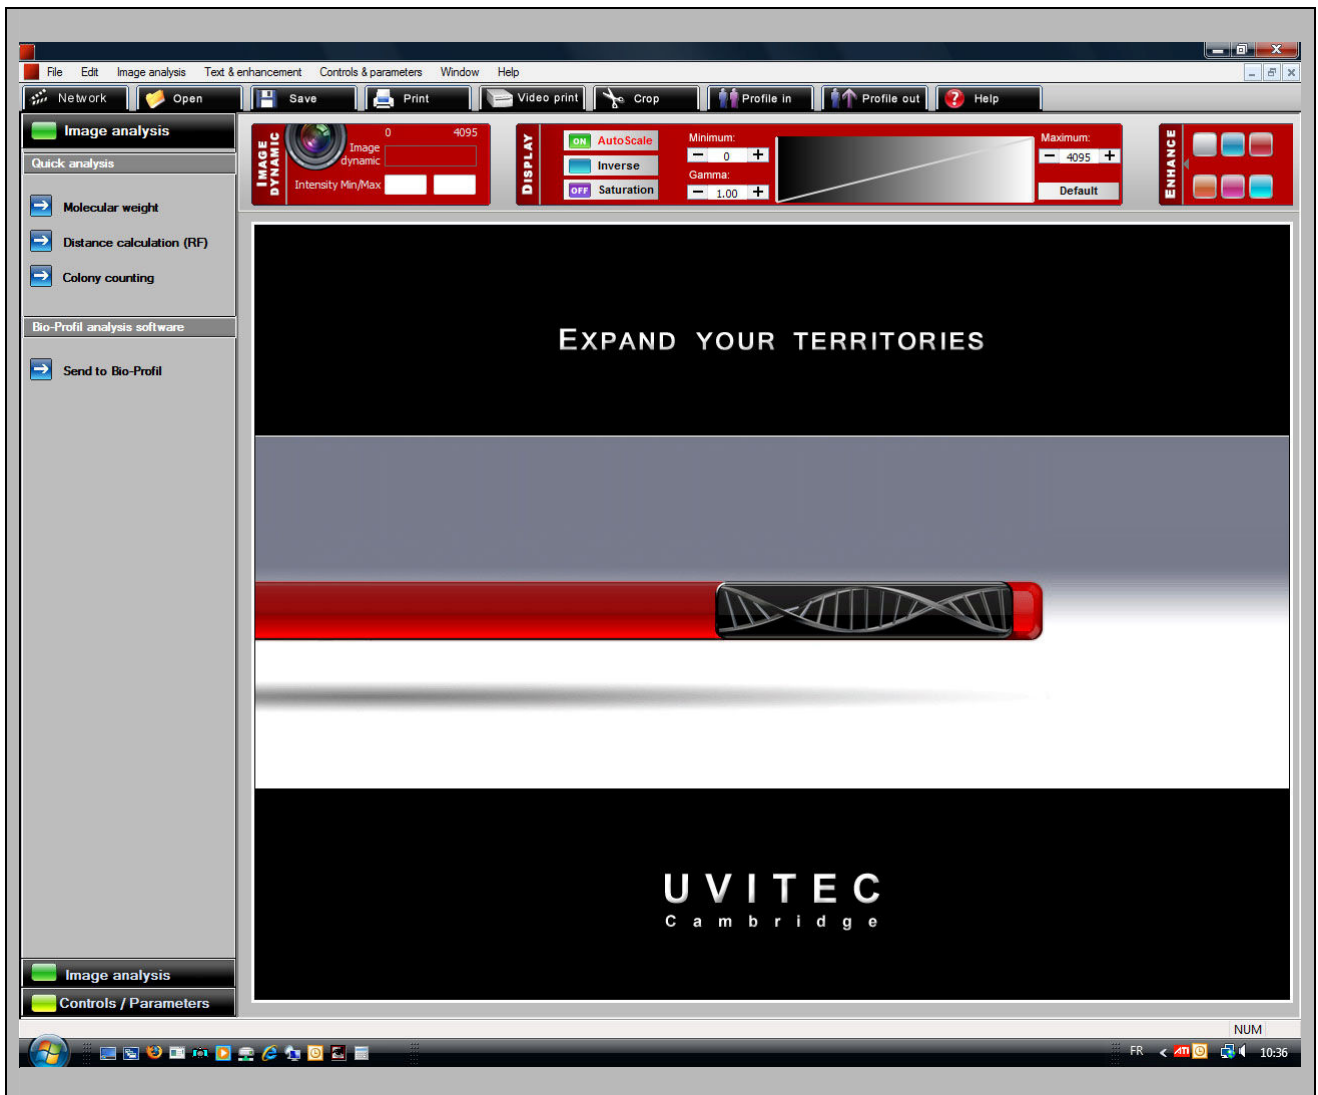 File Edit Image analysis Text & enhancement Controls & parameters Window Help
Network Open Save Print Video print Crop Profile in Profile out Help
Image analysis
Quick analysis
Molecular weight
Distance calculation (RF)
Colony counting
Bio-Profil analysis software
Send to Bio-Profil
IMAGE DYNAMIC
0 4095
Image dynamic
Intensity Min/Max
DISPLAY
ON AutoScale
Inverse
OFF Saturation
Minimum:
− 0 +
Gamma:
− 1.00 +
Maximum:
− 4095 +
Default
ENHANCE
EXPAND YOUR TERRITORIES
UVITEC
Cambridge
Image analysis
Controls / Parameters
NUM
FR < ATI 10:36